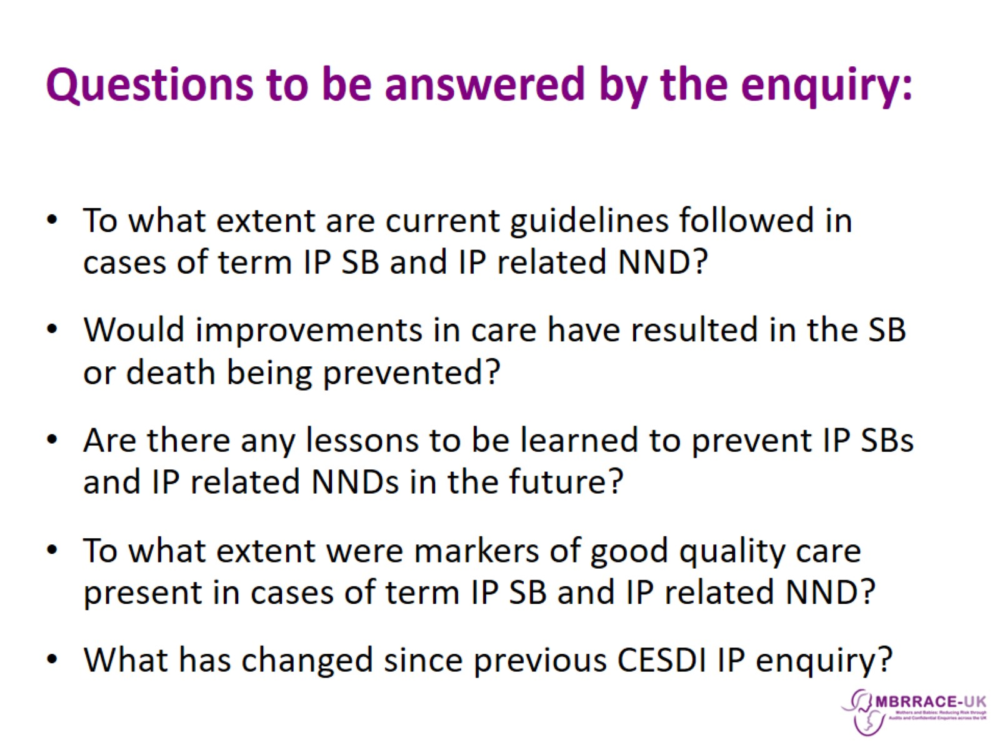 Questions to be answered by the enquiry:
• To what extent are current guidelines followed in
cases of term IP SB and IP related NND?
• Would improvements in care have resulted in the SB
or death being prevented?
• Are there any lessons to be learned to prevent IP SBs
and IP related NNDs in the future?
• To what extent were markers of good quality care
present in cases of term IP SB and IP related NND?
• What has changed since previous CESDI IP enquiry?
MBRRACE-UK
Mothers and Babies: Reducing Risk through
Audits and Confidential Enquiries across the UK